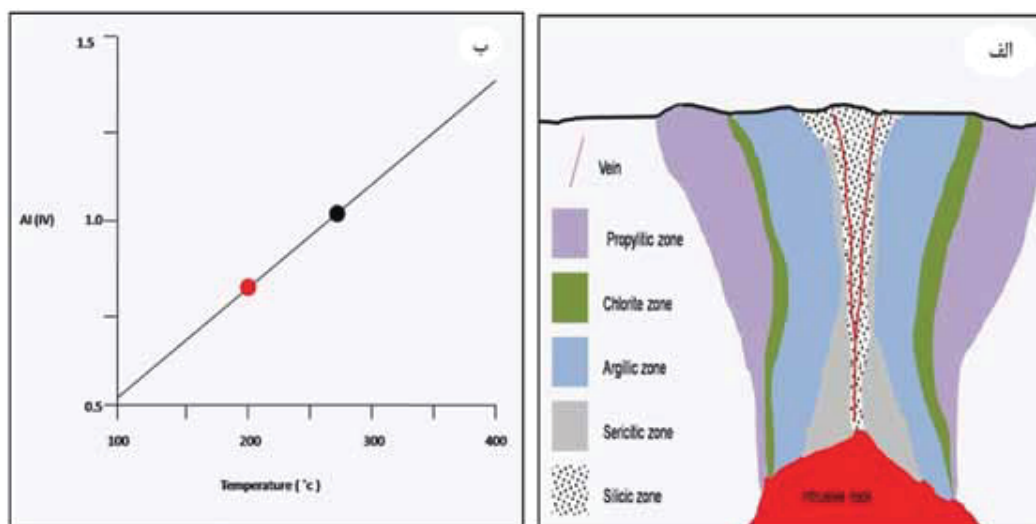 ب
1.5
1.0
0.5
Al (IV)
100
200
300
400
Temperature (°c)
الف
Vein
Propylitic zone
Chlorite zone
Argilic zone
Sericitic zone
Silicic zone
Intrusive rock